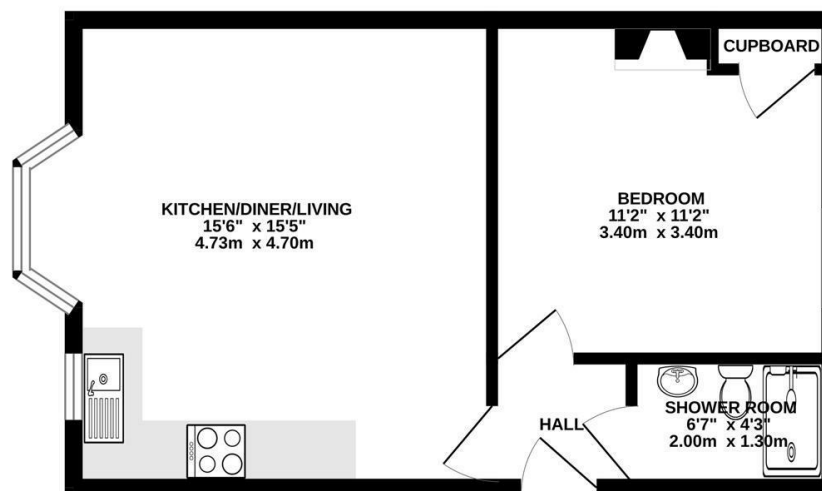 CUPBOARD
KITCHEN/DINER/LIVING
15'6" x 15'5"
4.73m x 4.70m
BEDROOM
11'2" x 11'2"
3.40m x 3.40m
HALL
SHOWER ROOM
6'7" x 4'3"
2.00m x 1.30m